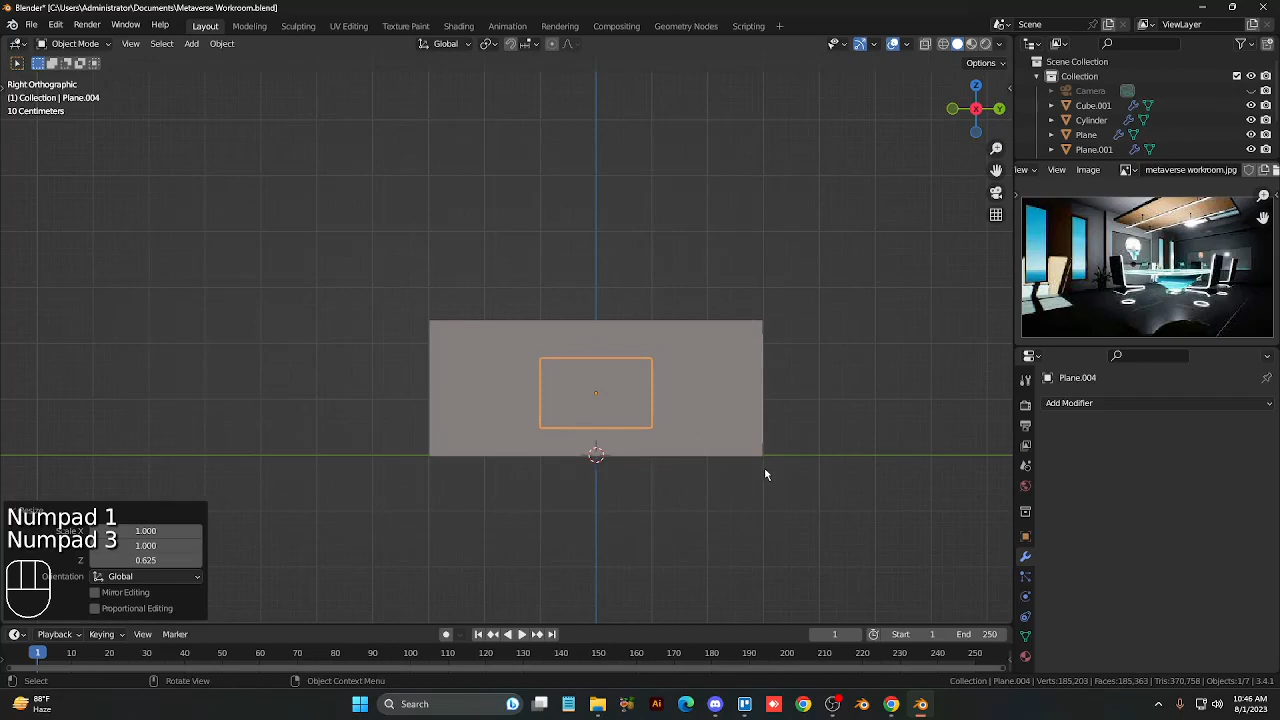 Blender* [C:\Users\Administrator\Documents\Metaverse Workroom.blend]
File Edit Render Window Help
Layout Modeling Sculpting UV Editing Texture Paint Shading Animation Rendering Compositing Geometry Nodes Scripting +
Scene
ViewLayer
Object Mode View Select Add Object
Global
Options
Right Orthographic
(1) Collection | Plane.004
10 Centimeters
Z
X
Y
Scene Collection
Collection
Camera
Cube.001
Cylinder
Plane
Plane.001
View Image metaverse workroom.jpg
Plane.004
Add Modifier
Resize
Scale X 1.000
1.000
Z 0.625
Orientation Global
Mirror Editing
Proportional Editing
Numpad 1
Numpad 3
Playback Keying View Marker
1 Start 1 End 250
1 10 20 30 40 50 60 70 80 90 100 110 120 130 140 150 160 170 180 190 200 210 220 230 240 250
Select Rotate View Object Context Menu
Collection | Plane.004 | Verts:185,203 | Faces:185,363 | Tris:370,758 | Objects:1/7 | 3.4.1
88°F
Haze
Search
10:46 AM
8/1/2023